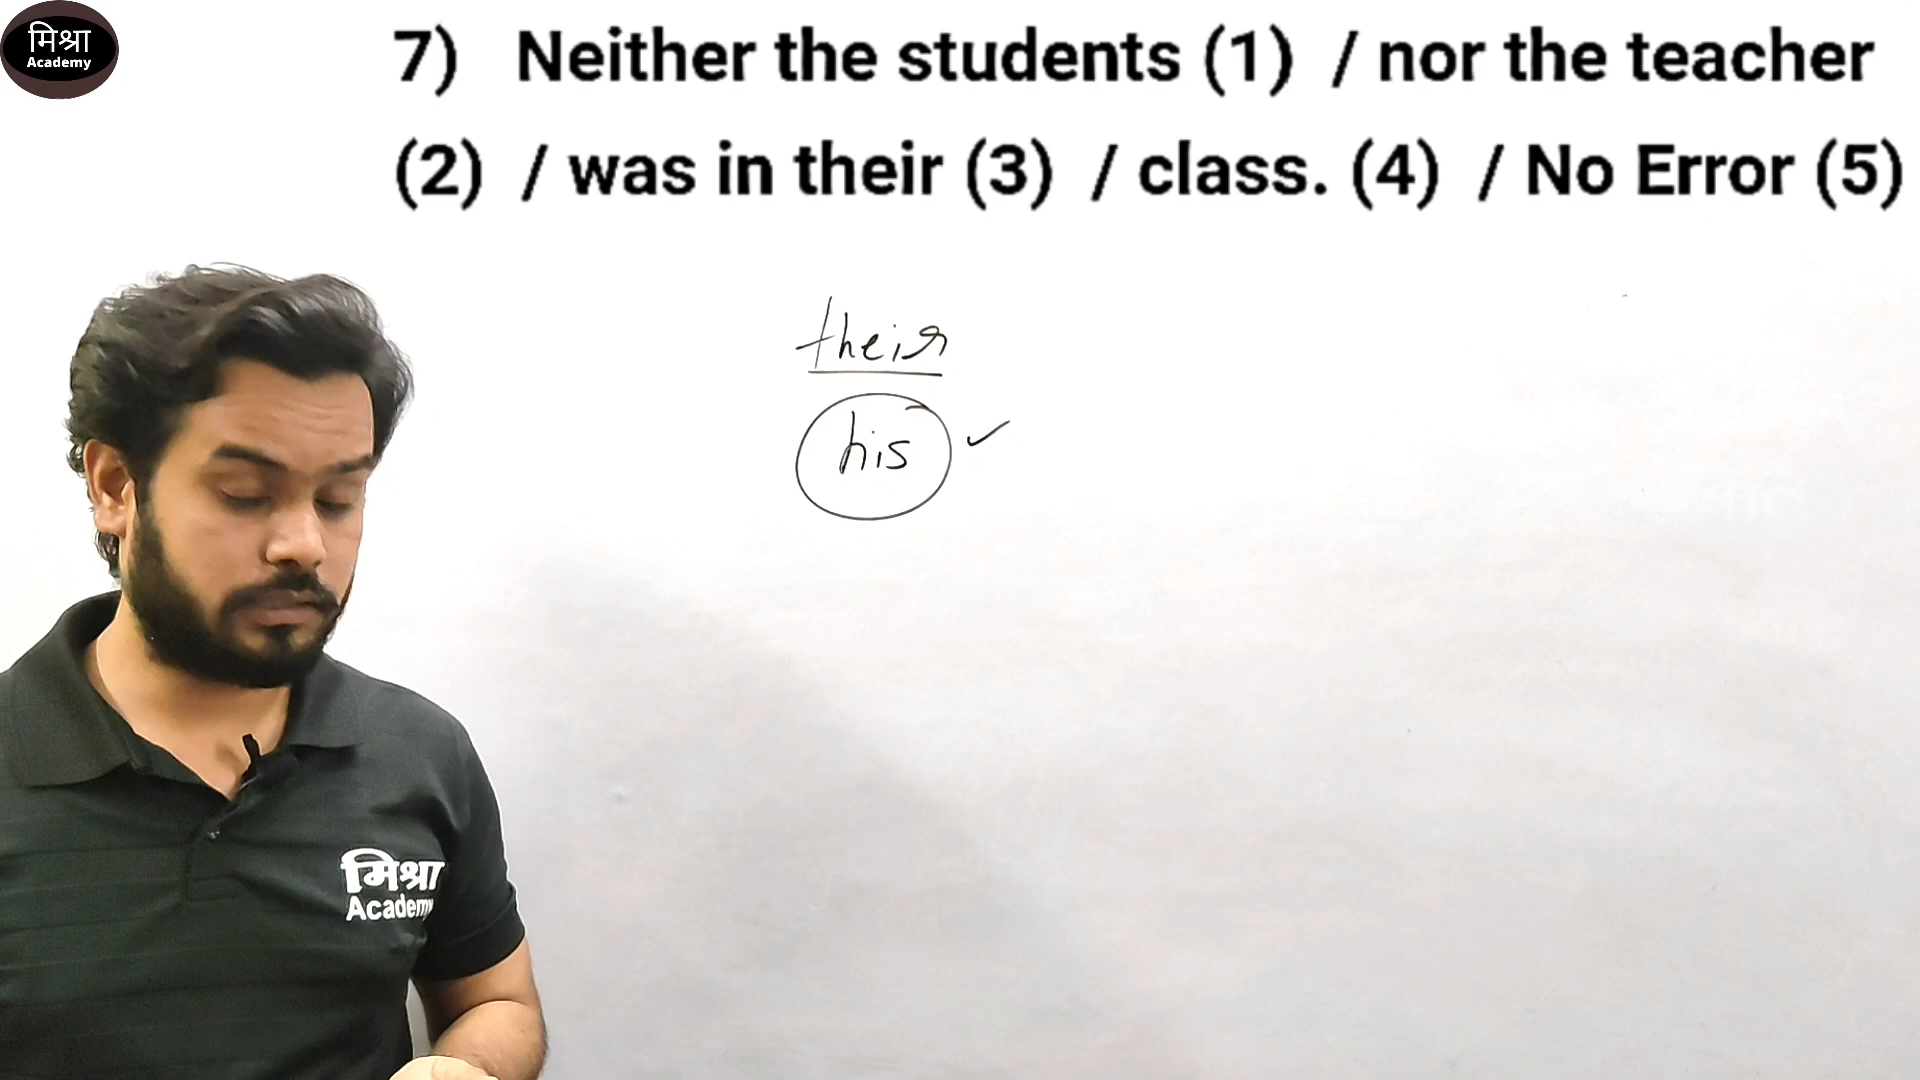 मिश्रा
Academy
7) Neither the students (1) / nor the teacher
(2) / was in their (3) / class. (4) / No Error (5)
their
his ✓
मिश्रा
Academy